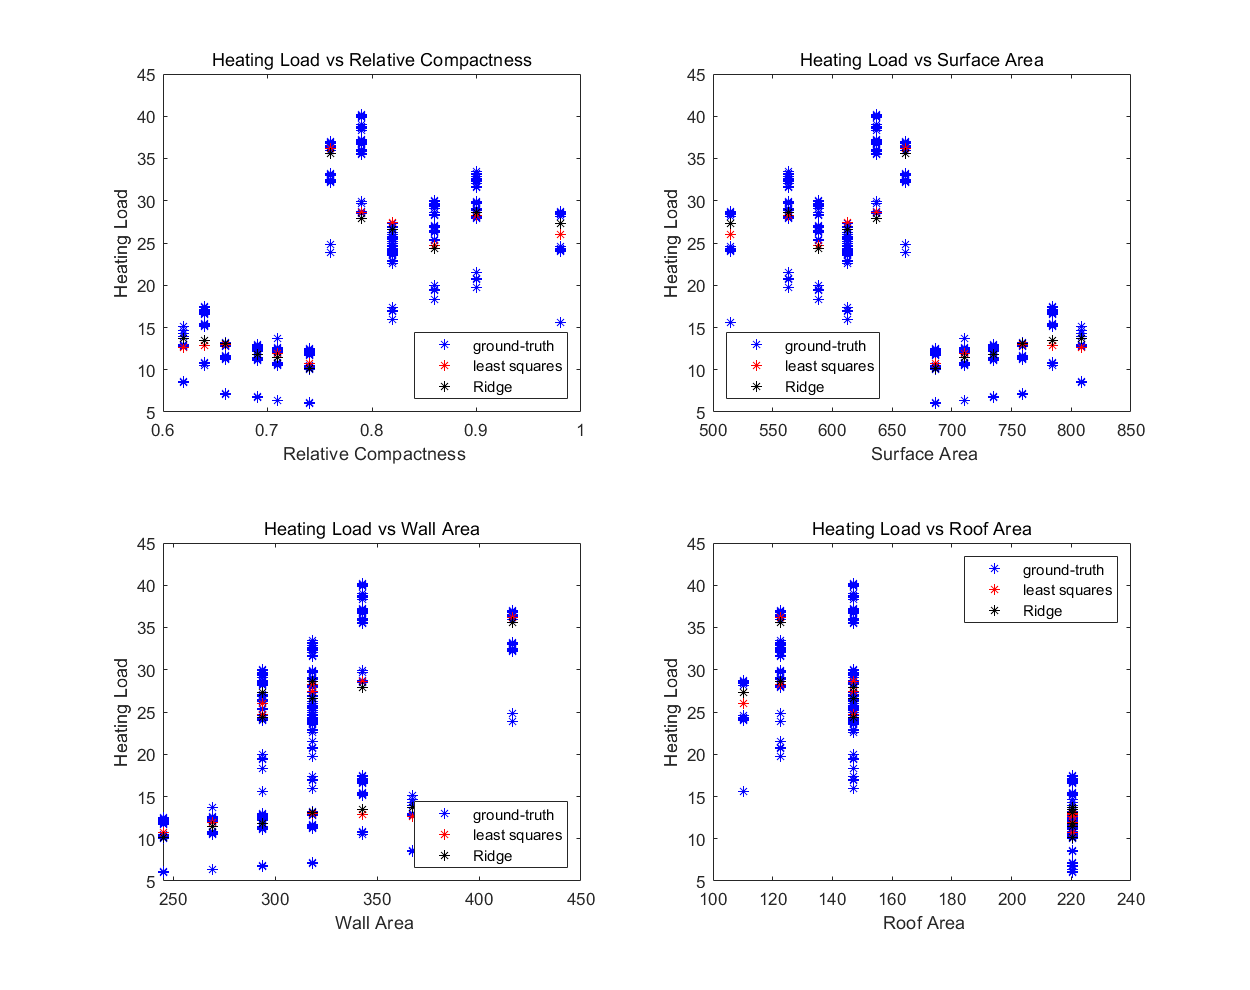 Heating Load vs Relative Compactness
45
40
35
30
25
20
15
10
5
Heating Load
ground-truth
least squares
Ridge
0.6 0.7 0.8 0.9 1
Relative Compactness
Heating Load vs Surface Area
45
40
35
30
25
20
15
10
5
Heating Load
ground-truth
least squares
Ridge
500 550 600 650 700 750 800 850
Surface Area
Heating Load vs Wall Area
45
40
35
30
25
20
15
10
5
Heating Load
ground-truth
least squares
Ridge
250 300 350 400 450
Wall Area
Heating Load vs Roof Area
45
40
35
30
25
20
15
10
5
Heating Load
ground-truth
least squares
Ridge
100 120 140 160 180 200 220 240
Roof Area